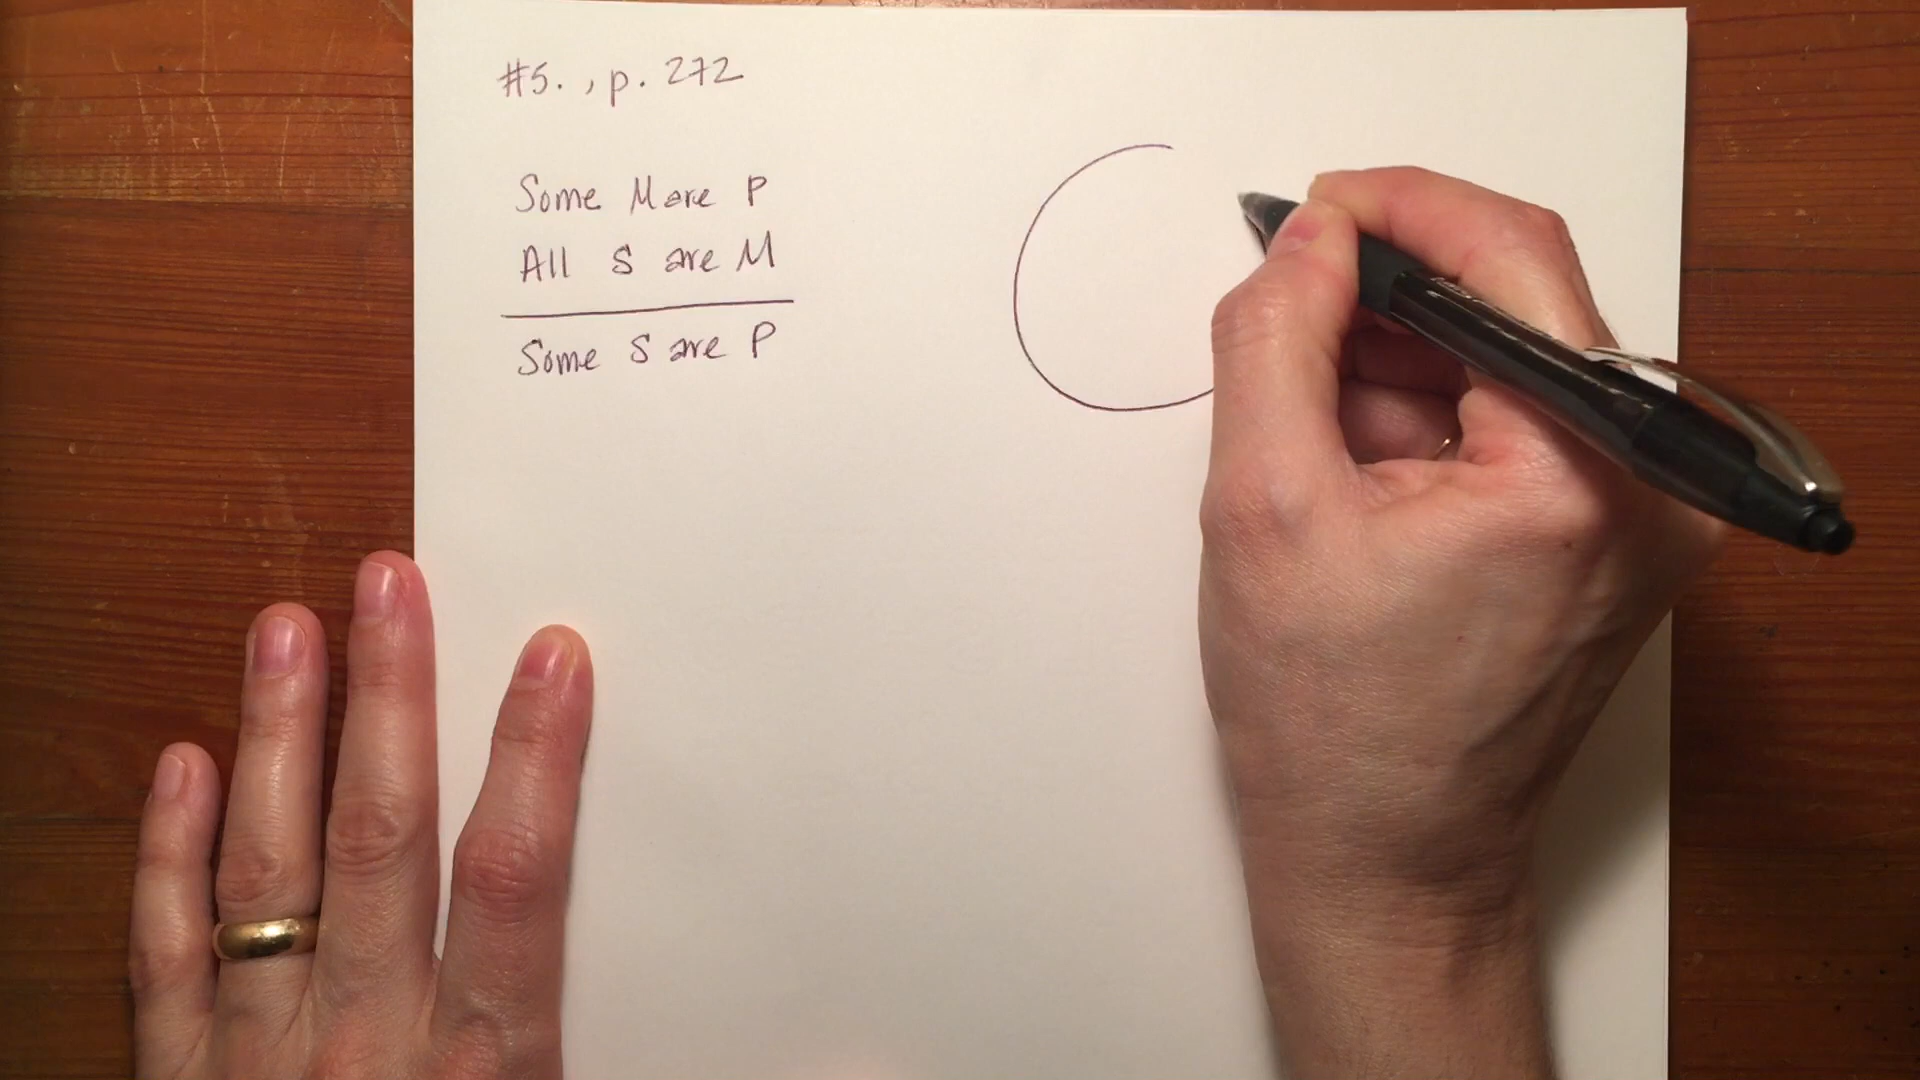 #5., p. 272
Some M are P
All S are M
Some S are P